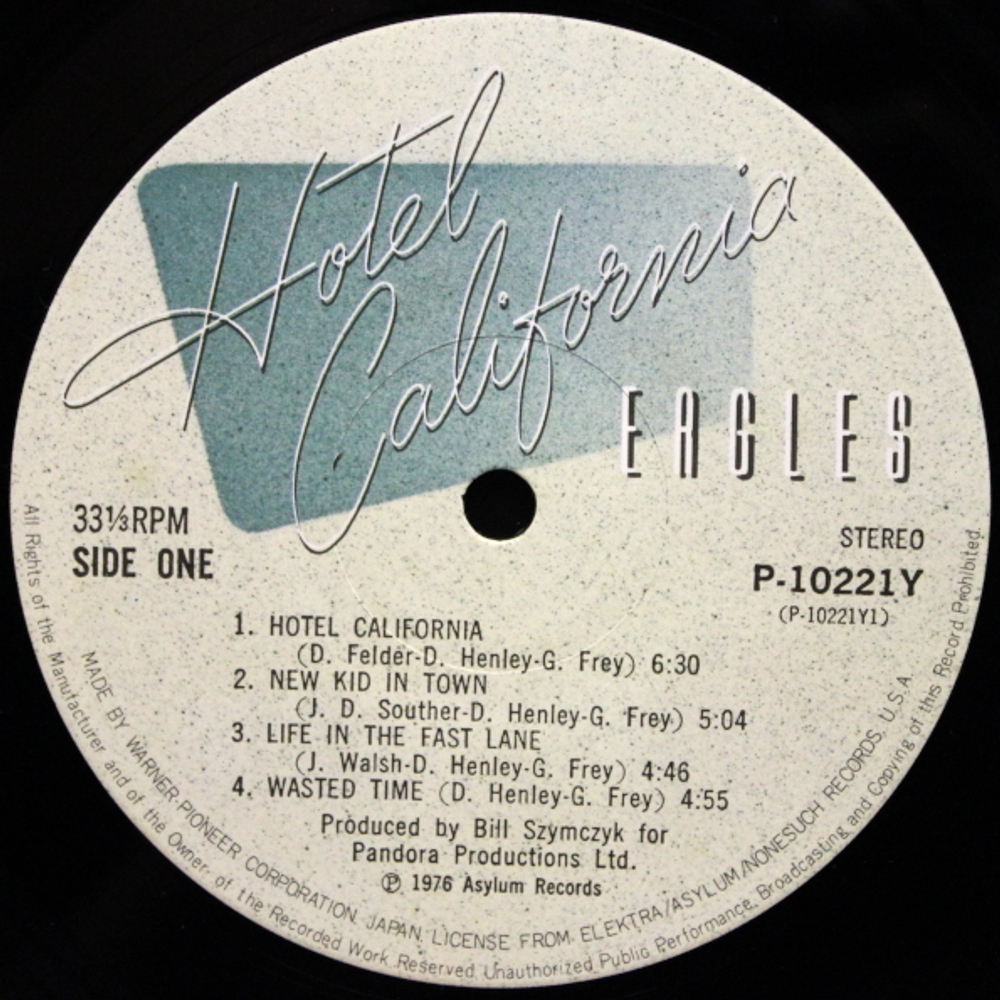 Hotel
California
EAGLES
33⅓RPM
SIDE ONE
STEREO
P-10221Y
(P-10221Y1)
1. HOTEL CALIFORNIA
(D. Felder-D. Henley-G. Frey) 6:30
2. NEW KID IN TOWN
(J. D. Souther-D. Henley-G. Frey) 5:04
3. LIFE IN THE FAST LANE
(J. Walsh-D. Henley-G. Frey) 4:46
4. WASTED TIME (D. Henley-G. Frey) 4:55
Produced by Bill Szymczyk for
Pandora Productions Ltd.
Ⓟ 1976 Asylum Records
MADE BY WARNER-PIONEER CORPORATION, JAPAN, LICENSE FROM ELEKTRA/ASYLUM/NONESUCH RECORDS, U.S.A.
All Rights of the Manufacturer and of the Owner of the Recorded Work Reserved. Unauthorized Public Performance, Broadcasting and Copying of this Record Prohibited.